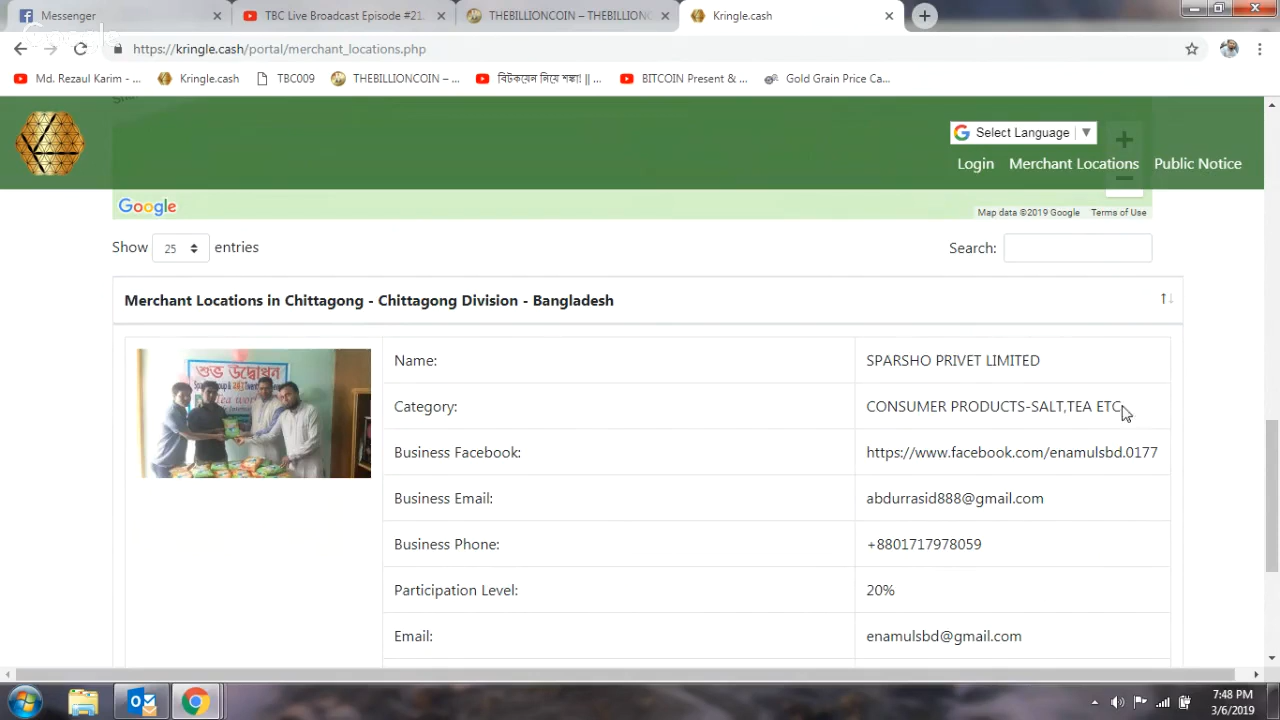 Messenger
TBC Live Broadcast Episode #21
THEBILLIONCOIN – THEBILLIONC
Kringle.cash
https://kringle.cash/portal/merchant_locations.php
Md. Rezaul Karim - ...
Kringle.cash
TBC009
THEBILLIONCOIN – ...
বিটকয়েন নিয়ে শঙ্কা || ...
BITCOIN Present & ...
Gold Grain Price Ca...
Select Language ▼
Login Merchant Locations Public Notice
Google
Map data ©2019 Google Terms of Use
Show 25 entries
Search:
Merchant Locations in Chittagong - Chittagong Division - Bangladesh
শুভ উদ্বোধন
Name: SPARSHO PRIVET LIMITED
Category: CONSUMER PRODUCTS-SALT,TEA ETC
Business Facebook: https://www.facebook.com/enamulsbd.0177
Business Email: abdurrasid888@gmail.com
Business Phone: +8801717978059
Participation Level: 20%
Email: enamulsbd@gmail.com
7:48 PM
3/6/2019